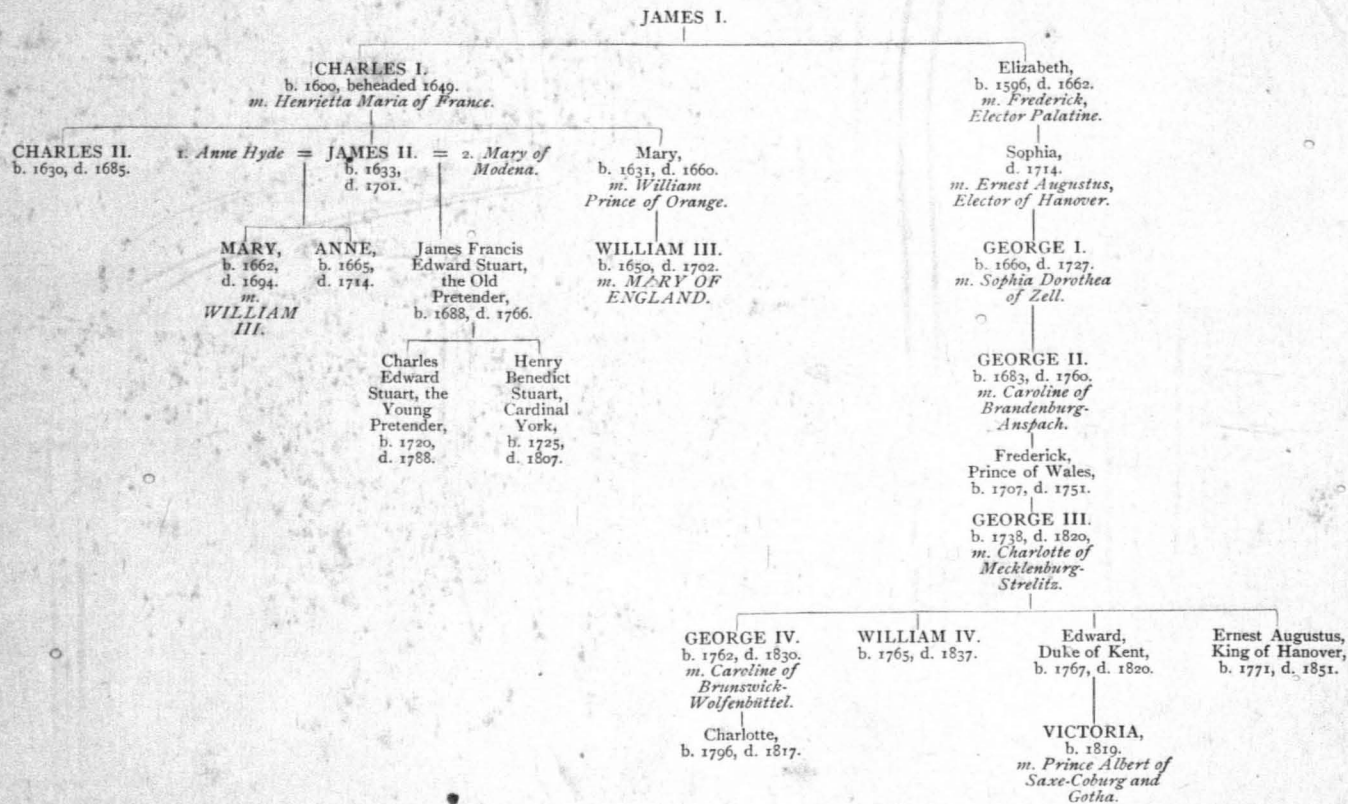 JAMES I.
CHARLES I.
b. 1600, beheaded 1649.
m. Henrietta Maria of France.
Elizabeth,
b. 1596, d. 1662.
m. Frederick,
Elector Palatine.
CHARLES II.
b. 1630, d. 1685.
1. Anne Hyde = JAMES II. = 2. Mary of
Modena.
b. 1633,
d. 1701.
Mary,
b. 1631, d. 1660.
m. William
Prince of Orange.
Sophia,
d. 1714.
m. Ernest Augustus,
Elector of Hanover.
MARY,
b. 1662,
d. 1694.
m.
WILLIAM
III.
ANNE,
b. 1665,
d. 1714.
James Francis
Edward Stuart,
the Old
Pretender,
b. 1688, d. 1766.
WILLIAM III.
b. 1650, d. 1702.
m. MARY OF
ENGLAND.
GEORGE I.
b. 1660, d. 1727.
m. Sophia Dorothea
of Zell.
Charles
Edward
Stuart, the
Young
Pretender,
b. 1720,
d. 1788.
Henry
Benedict
Stuart,
Cardinal
York,
b. 1725,
d. 1807.
GEORGE II.
b. 1683, d. 1760.
m. Caroline of
Brandenburg-
Anspach.
Frederick,
Prince of Wales,
b. 1707, d. 1751.
GEORGE III.
b. 1738, d. 1820,
m. Charlotte of
Mecklenburg-
Strelitz.
GEORGE IV.
b. 1762, d. 1830.
m. Caroline of
Brunswick-
Wolfenbüttel.
WILLIAM IV.
b. 1765, d. 1837.
Edward,
Duke of Kent,
b. 1767, d. 1820.
Ernest Augustus,
King of Hanover,
b. 1771, d. 1851.
Charlotte,
b. 1796, d. 1817.
VICTORIA,
b. 1819.
m. Prince Albert of
Saxe-Coburg and
Gotha.